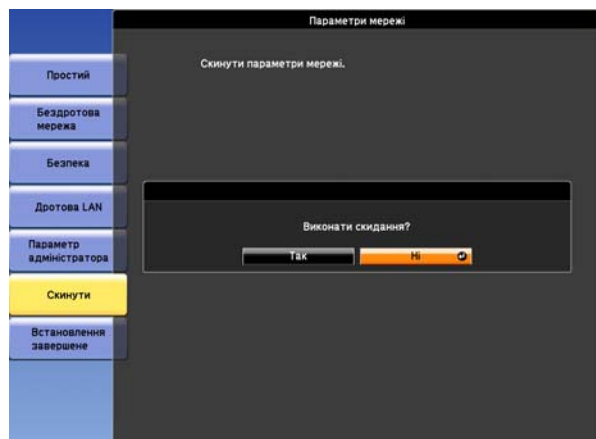 Параметри мережі
Простий
Бездротова
мережа
Безпека
Дротова LAN
Параметр
адміністратора
Скинути
Встановлення
завершене
Скинути параметри мережі.
Виконати скидання?
Так
Ні